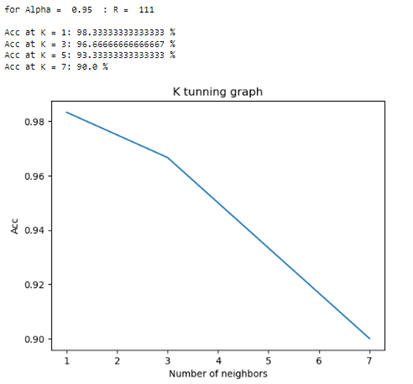 for Alpha =  0.95  : R =  111
Acc at K = 1: 98.33333333333333 %
Acc at K = 3: 96.66666666666667 %
Acc at K = 5: 93.33333333333333 %
Acc at K = 7: 90.0 %
K tunning graph
0.98
0.96
0.94
0.92
0.90
Acc
1 2 3 4 5 6 7
Number of neighbors